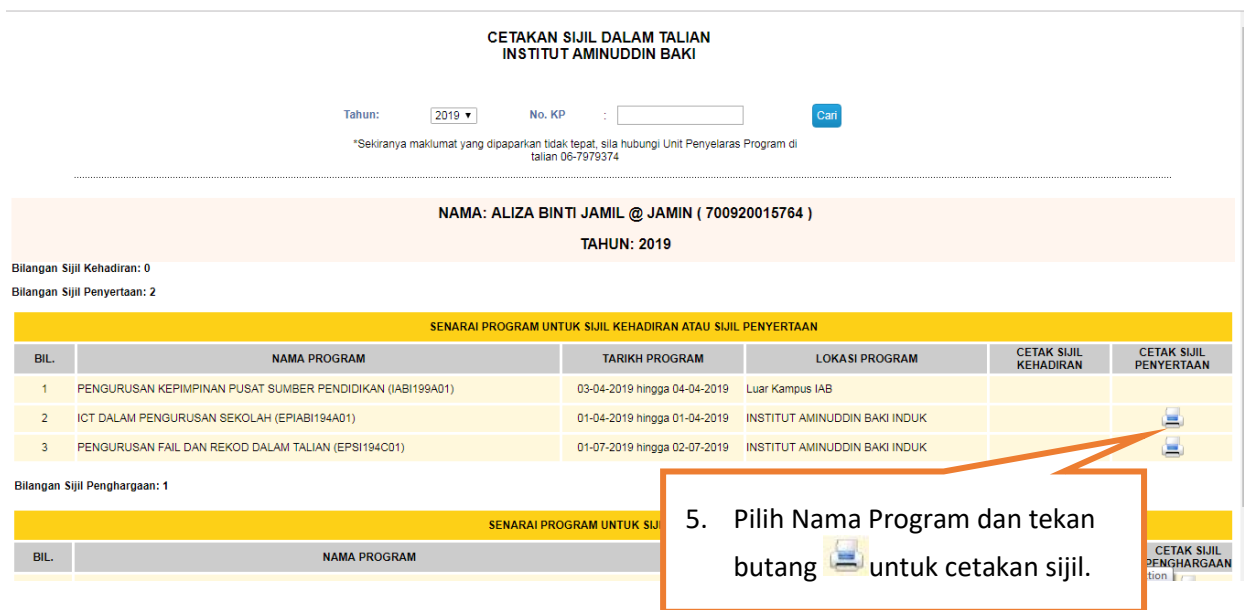 CETAKAN SIJIL DALAM TALIAN
INSTITUT AMINUDDIN BAKI
Tahun: 2019 ▼ No. KP : Cari
*Sekiranya maklumat yang dipaparkan tidak tepat, sila hubungi Unit Penyelaras Program di
talian 06-7979374
NAMA: ALIZA BINTI JAMIL @ JAMIN ( 700920015764 )
TAHUN: 2019
Bilangan Sijil Kehadiran: 0
Bilangan Sijil Penyertaan: 2
SENARAI PROGRAM UNTUK SIJIL KEHADIRAN ATAU SIJIL PENYERTAAN
BIL. NAMA PROGRAM TARIKH PROGRAM LOKASI PROGRAM CETAK SIJIL KEHADIRAN CETAK SIJIL PENYERTAAN
1 PENGURUSAN KEPIMPINAN PUSAT SUMBER PENDIDIKAN (IABI199A01) 03-04-2019 hingga 04-04-2019 Luar Kampus IAB
2 ICT DALAM PENGURUSAN SEKOLAH (EPIABI194A01) 01-04-2019 hingga 01-04-2019 INSTITUT AMINUDDIN BAKI INDUK
3 PENGURUSAN FAIL DAN REKOD DALAM TALIAN (EPSI194C01) 01-07-2019 hingga 02-07-2019 INSTITUT AMINUDDIN BAKI INDUK
Bilangan Sijil Penghargaan: 1
SENARAI PROGRAM UNTUK SIJ
BIL. NAMA PROGRAM CETAK SIJIL PENGHARGAAN
tion
5. Pilih Nama Program dan tekan
butang untuk cetakan sijil.